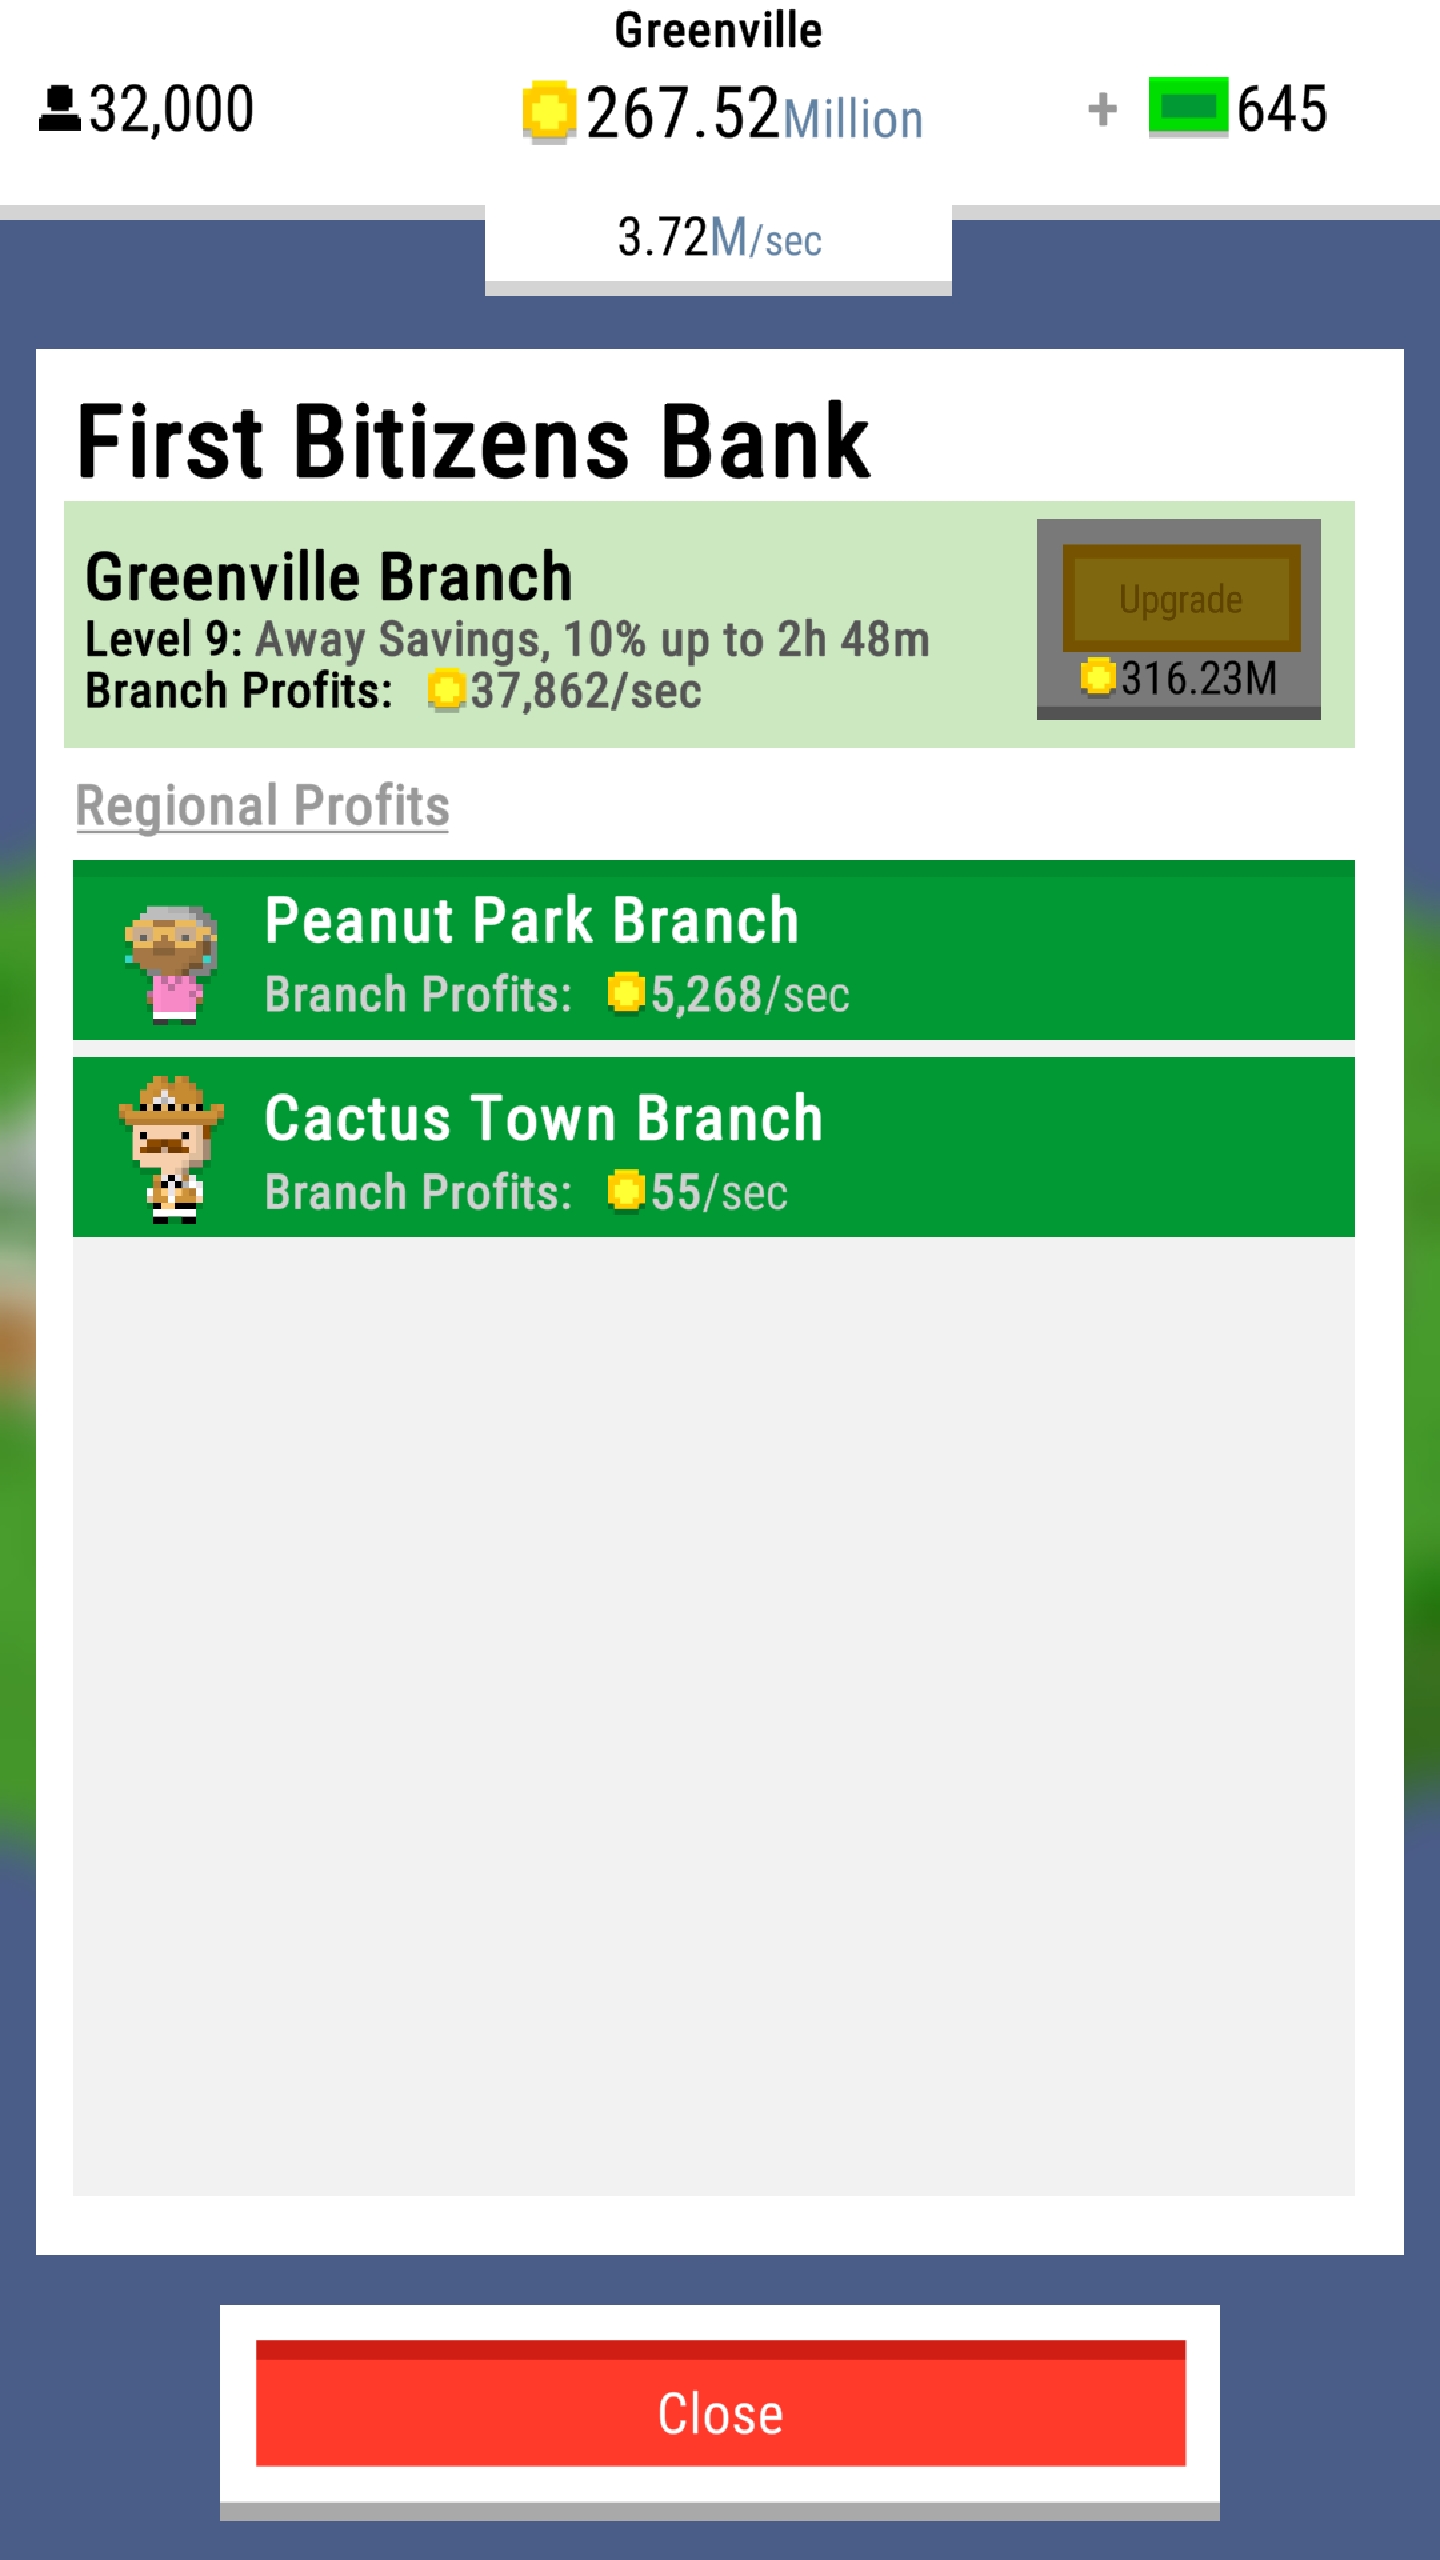 Greenville
32,000
267.52Million
+ 645
3.72M/sec
First Bitizens Bank
Greenville Branch
Level 9: Away Savings, 10% up to 2h 48m
Branch Profits: 37,862/sec
Upgrade
316.23M
Regional Profits
Peanut Park Branch
Branch Profits: 5,268/sec
Cactus Town Branch
Branch Profits: 55/sec
Close